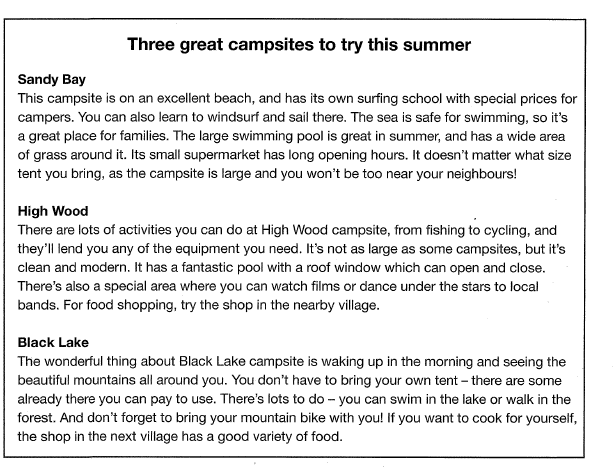 Three great campsites to try this summer
Sandy Bay
This campsite is on an excellent beach, and has its own surfing school with special prices for
campers. You can also learn to windsurf and sail there. The sea is safe for swimming, so it's
a great place for families. The large swimming pool is great in summer, and has a wide area
of grass around it. Its small supermarket has long opening hours. It doesn't matter what size
tent you bring, as the campsite is large and you won't be too near your neighbours!
High Wood
There are lots of activities you can do at High Wood campsite, from fishing to cycling, and
they'll lend you any of the equipment you need. It's not as large as some campsites, but it's
clean and modern. It has a fantastic pool with a roof window which can open and close.
There's also a special area where you can watch films or dance under the stars to local
bands. For food shopping, try the shop in the nearby village.
Black Lake
The wonderful thing about Black Lake campsite is waking up in the morning and seeing the
beautiful mountains all around you. You don't have to bring your own tent – there are some
already there you can pay to use. There's lots to do – you can swim in the lake or walk in the
forest. And don't forget to bring your mountain bike with you! If you want to cook for yourself,
the shop in the next village has a good variety of food.